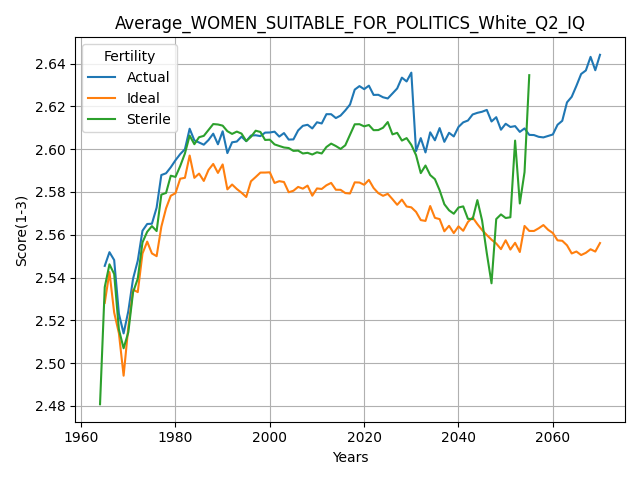 Average_WOMEN_SUITABLE_FOR_POLITICS_White_Q2_IQ
Fertility
Actual
Ideal
Sterile
Score(1-3)
2.64
2.62
2.60
2.58
2.56
2.54
2.52
2.50
2.48
1960
1980
2000
2020
2040
2060
Years